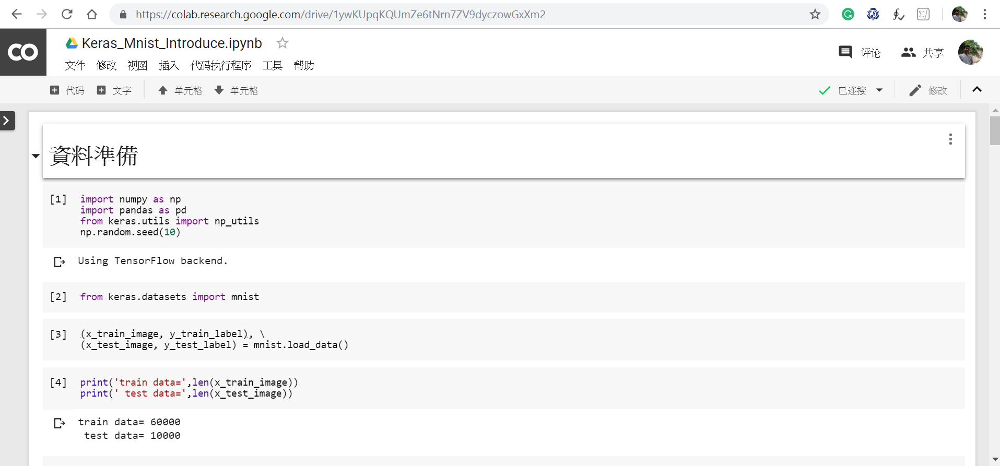 https://colab.research.google.com/drive/1ywKUpqKQUmZe6tNrn7ZV9dyczowGxXm2
CO
Keras_Mnist_Introduce.ipynb
评论 共享
文件 修改 视图 插入 代码执行程序 工具 帮助
代码 文字 单元格 单元格 已连接 修改
資料準備
[1] import numpy as np
import pandas as pd
from keras.utils import np_utils
np.random.seed(10)
Using TensorFlow backend.
[2] from keras.datasets import mnist
[3] (x_train_image, y_train_label), \
(x_test_image, y_test_label) = mnist.load_data()
[4] print('train data=',len(x_train_image))
print(' test data=',len(x_test_image))
train data= 60000
test data= 10000